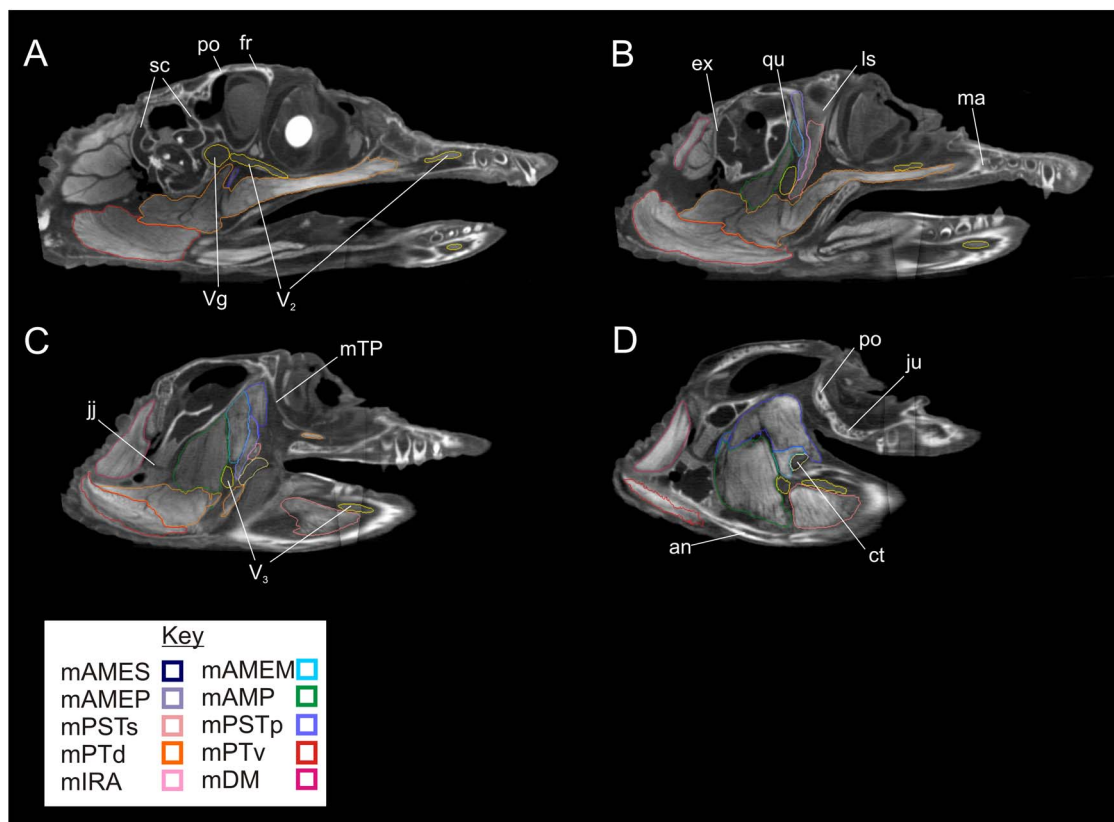 A
sc
po
fr
Vg
V₂
B
ex
qu
ls
ma
C
jj
mTP
V₃
D
po
ju
an
ct
Key
mAMES mAMEM
mAMEP mAMP
mPSTs mPSTp
mPTd mPTv
mIRA mDM